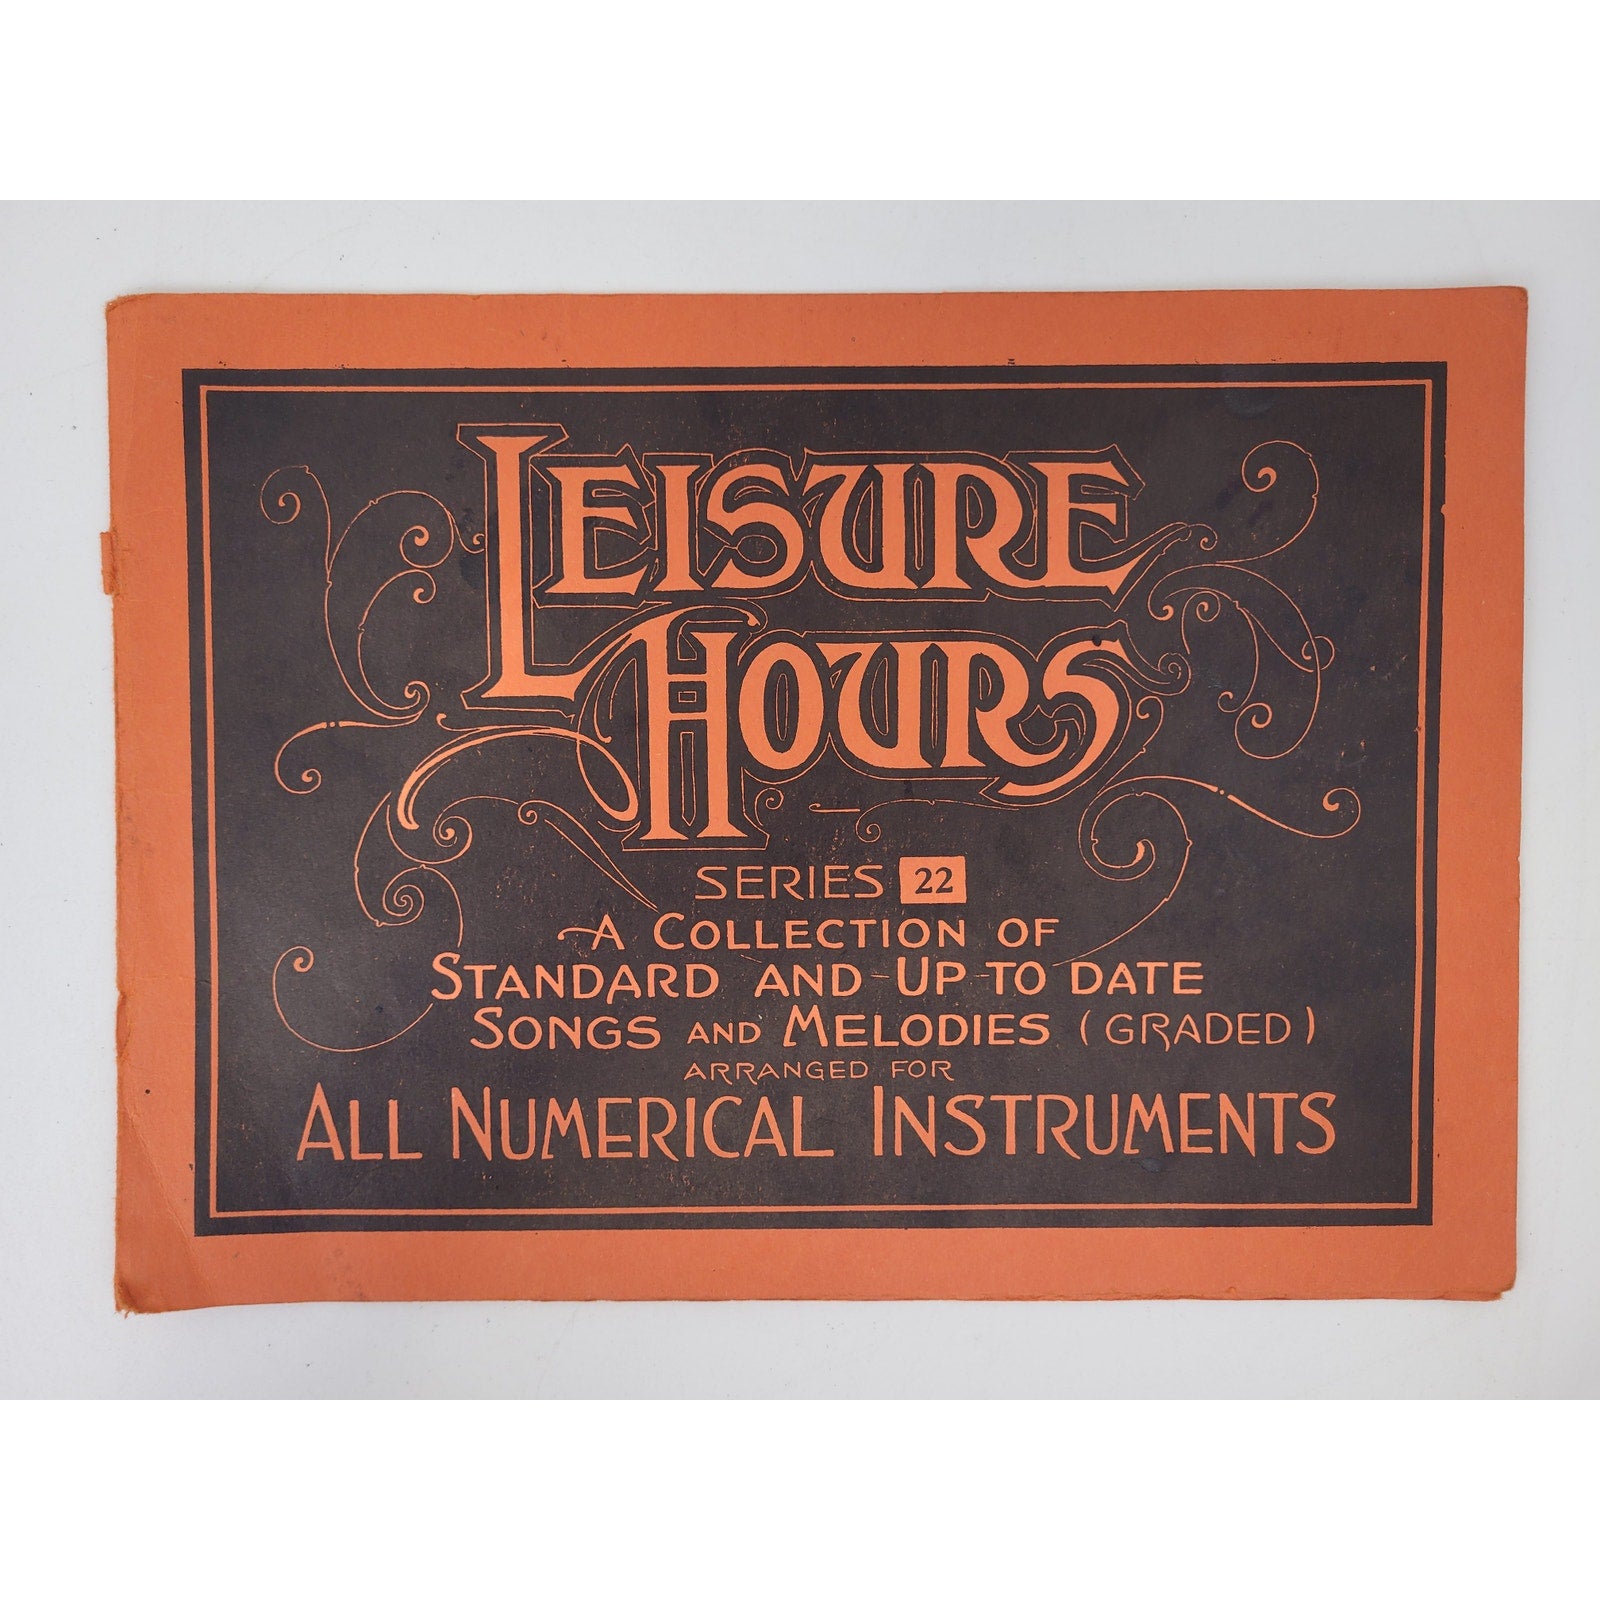 LEISURE
HOURS
SERIES 22
A COLLECTION OF
STANDARD AND UP TO DATE
SONGS AND MELODIES (GRADED)
ARRANGED FOR
ALL NUMERICAL INSTRUMENTS